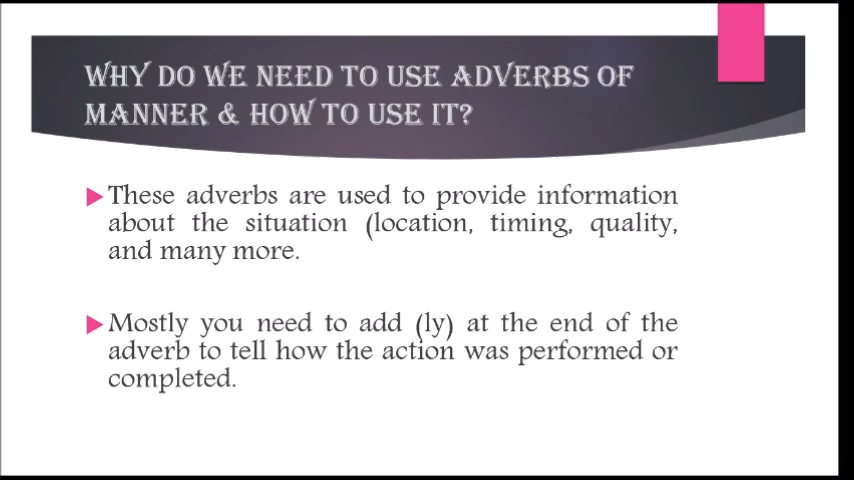 WHY DO WE NEED TO USE ADVERBS OF
MANNER & HOW TO USE IT?
These adverbs are used to provide information
about the situation (location, timing, quality,
and many more.
Mostly you need to add (ly) at the end of the
adverb to tell how the action was performed or
completed.